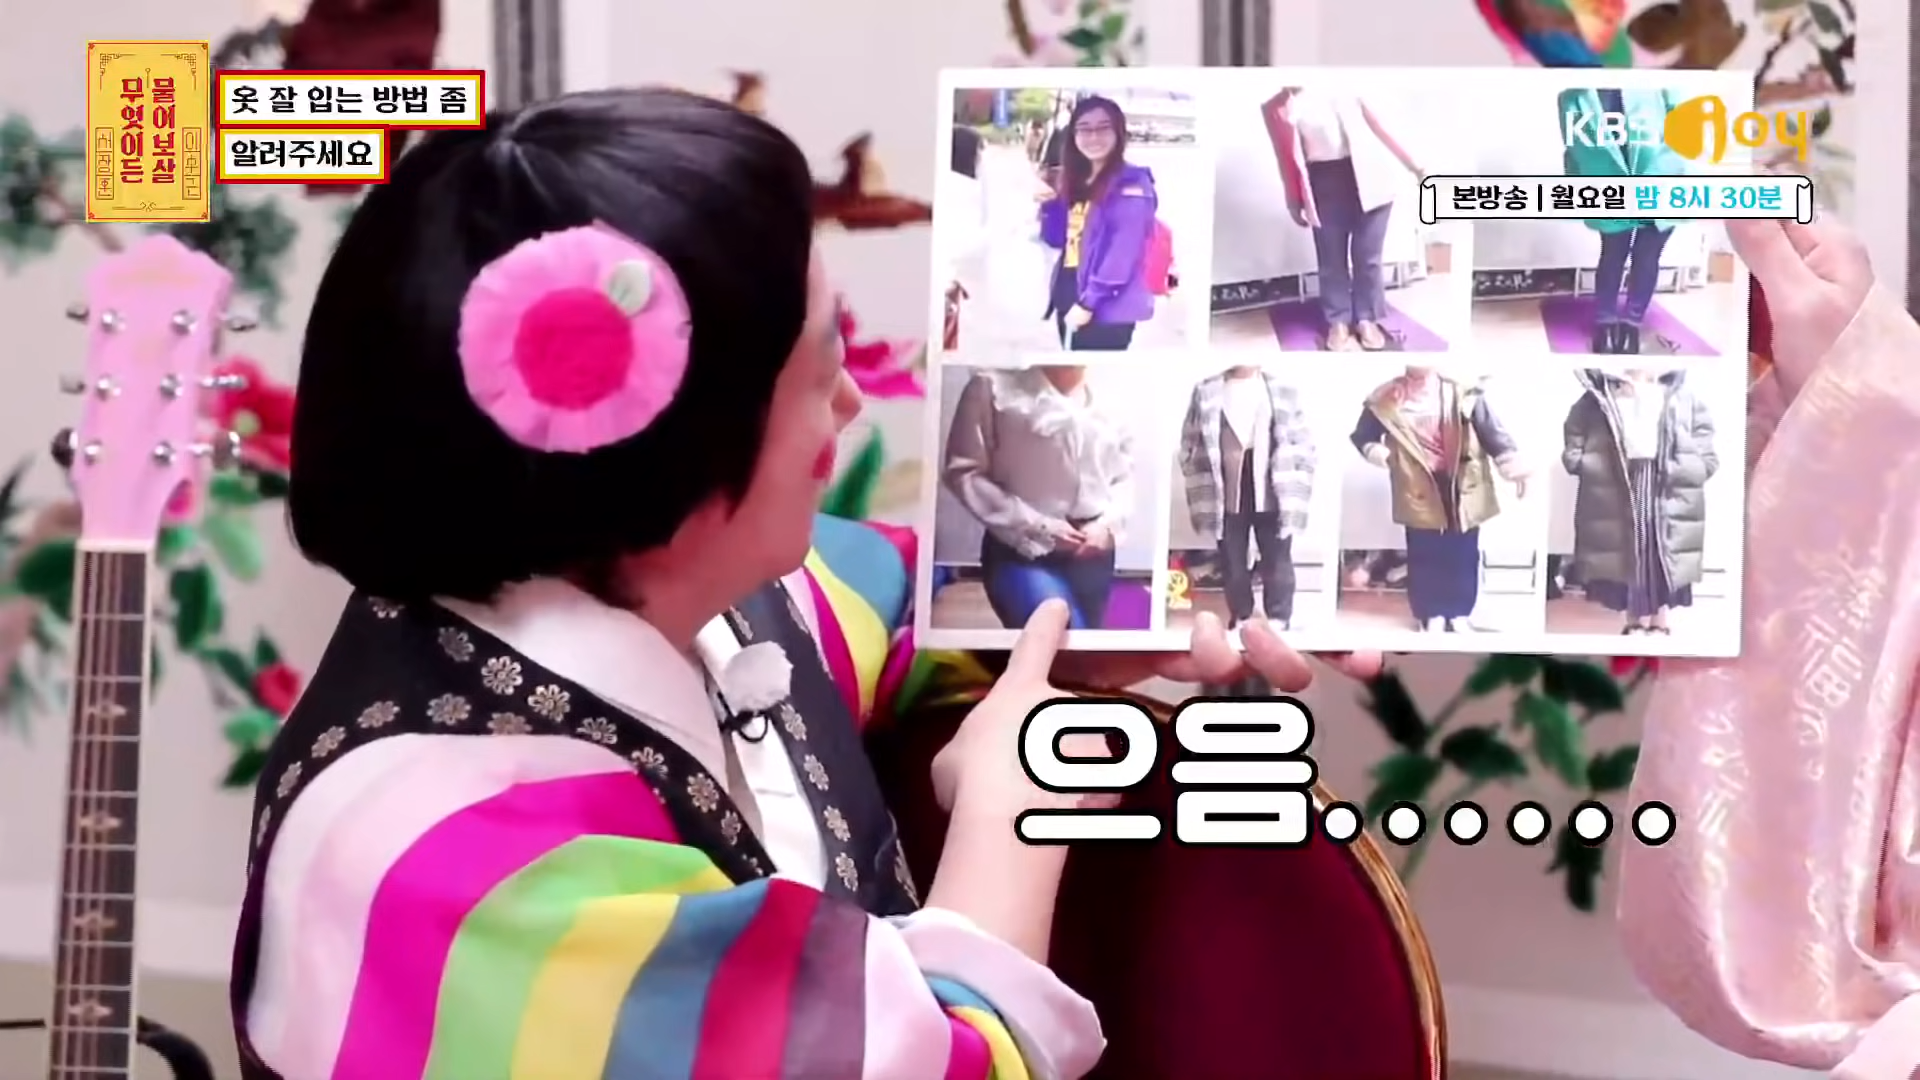 무엇이든
물어보살
서장훈
이수근
옷 잘 입는 방법 좀
알려주세요
KBS joy
본방송 | 월요일 밤 8시 30분
으음......